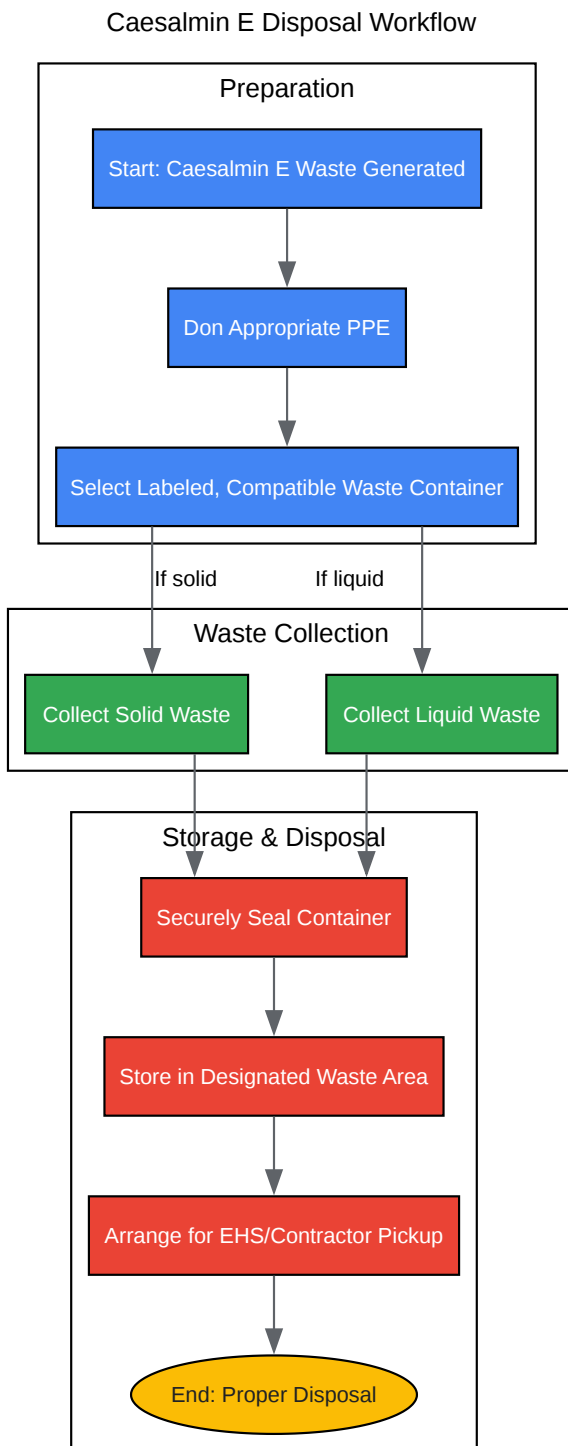 Caesalmin E Disposal Workflow
Preparation
Start: Caesalmin E Waste Generated
Don Appropriate PPE
Select Labeled, Compatible Waste Container
If solid
If liquid
Waste Collection
Collect Solid Waste
Collect Liquid Waste
Storage & Disposal
Securely Seal Container
Store in Designated Waste Area
Arrange for EHS/Contractor Pickup
End: Proper Disposal